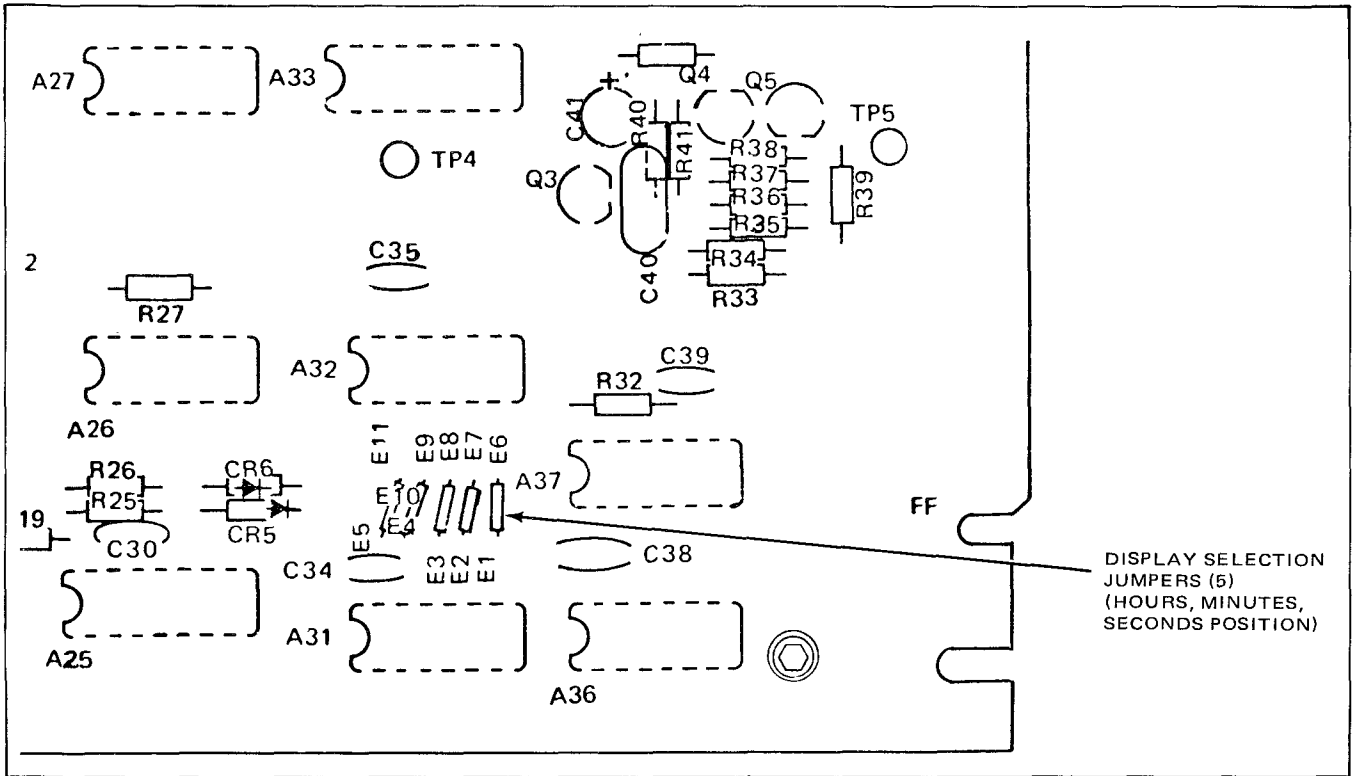 A27
A33
+
Q4
Q5
C41
R40
R41
TP5
TP4
Q3
R38
R37
R36
R35
R39
C35
2
C40
R34
R33
R27
A32
C39
R32
A26
E11
E9
E8
E7
E6
R26
CR6
A37
E10
R25
FF
19
E4
CR5
C30
E5
C34
E3
E2
E1
C38
DISPLAY SELECTION
JUMPERS (5)
(HOURS, MINUTES,
SECONDS POSITION)
A31
A25
A36